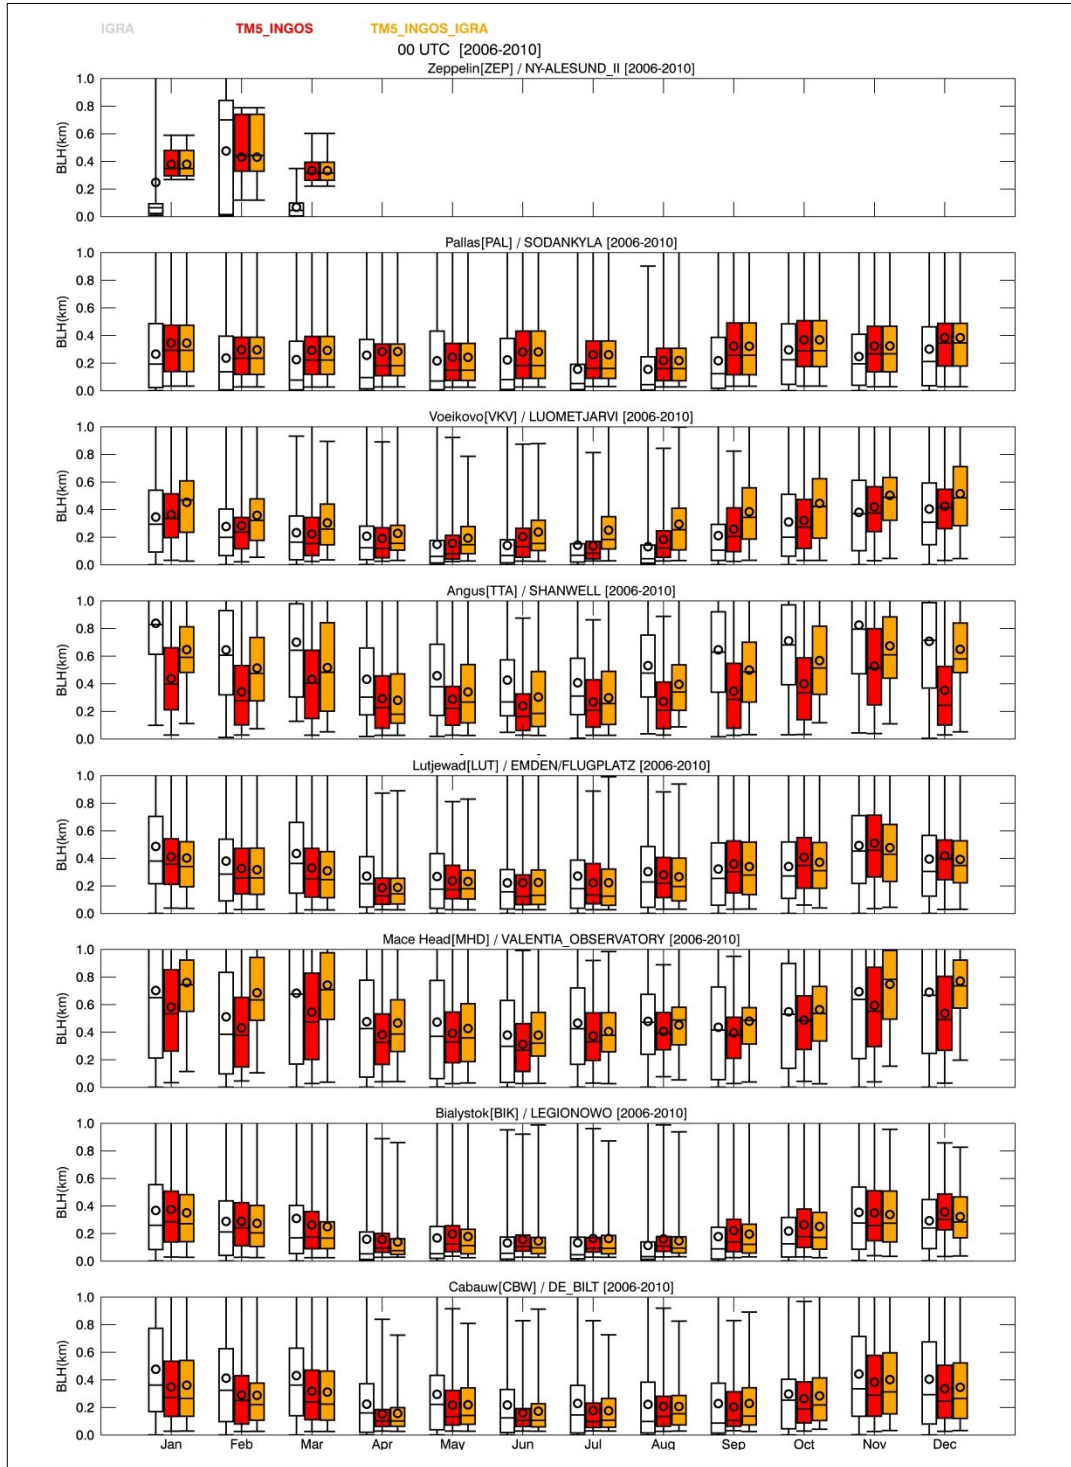 IGRA TM5_INGOS TM5_INGOS_IGRA
00 UTC [2006-2010]
Zeppelin[ZEP] / NY-ALESUND_II [2006-2010]
1.0
0.8
0.6
0.4
0.2
0.0
BLH(km)
Pallas[PAL] / SODANKYLA [2006-2010]
1.0
0.8
0.6
0.4
0.2
0.0
BLH(km)
Voeikovo[VKV] / LUOMETJARVI [2006-2010]
1.0
0.8
0.6
0.4
0.2
0.0
BLH(km)
Angus[TTA] / SHANWELL [2006-2010]
1.0
0.8
0.6
0.4
0.2
0.0
BLH(km)
Lutjewad[LUT] / EMDEN/FLUGPLATZ [2006-2010]
1.0
0.8
0.6
0.4
0.2
0.0
BLH(km)
Mace Head[MHD] / VALENTIA_OBSERVATORY [2006-2010]
1.0
0.8
0.6
0.4
0.2
0.0
BLH(km)
Bialystok[BIK] / LEGIONOWO [2006-2010]
1.0
0.8
0.6
0.4
0.2
0.0
BLH(km)
Cabauw[CBW] / DE_BILT [2006-2010]
1.0
0.8
0.6
0.4
0.2
0.0
BLH(km)
Jan Feb Mar Apr May Jun Jul Aug Sep Oct Nov Dec